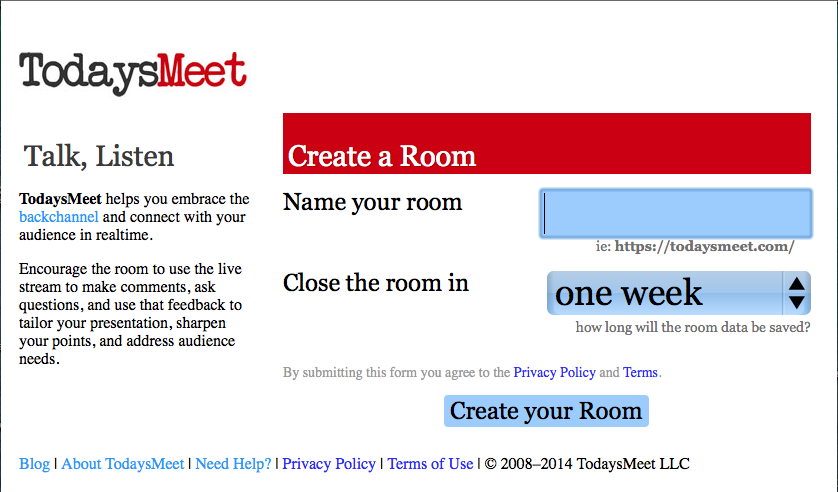 TodaysMeet
Talk, Listen
TodaysMeet helps you embrace the
backchannel and connect with your
audience in realtime.
Encourage the room to use the live
stream to make comments, ask
questions, and use that feedback to
tailor your presentation, sharpen
your points, and address audience
needs.
Create a Room
Name your room
ie: https://todaysmeet.com/
Close the room in
one week
how long will the room data be saved?
By submitting this form you agree to the Privacy Policy and Terms.
Create your Room
Blog | About TodaysMeet | Need Help? | Privacy Policy | Terms of Use | © 2008–2014 TodaysMeet LLC